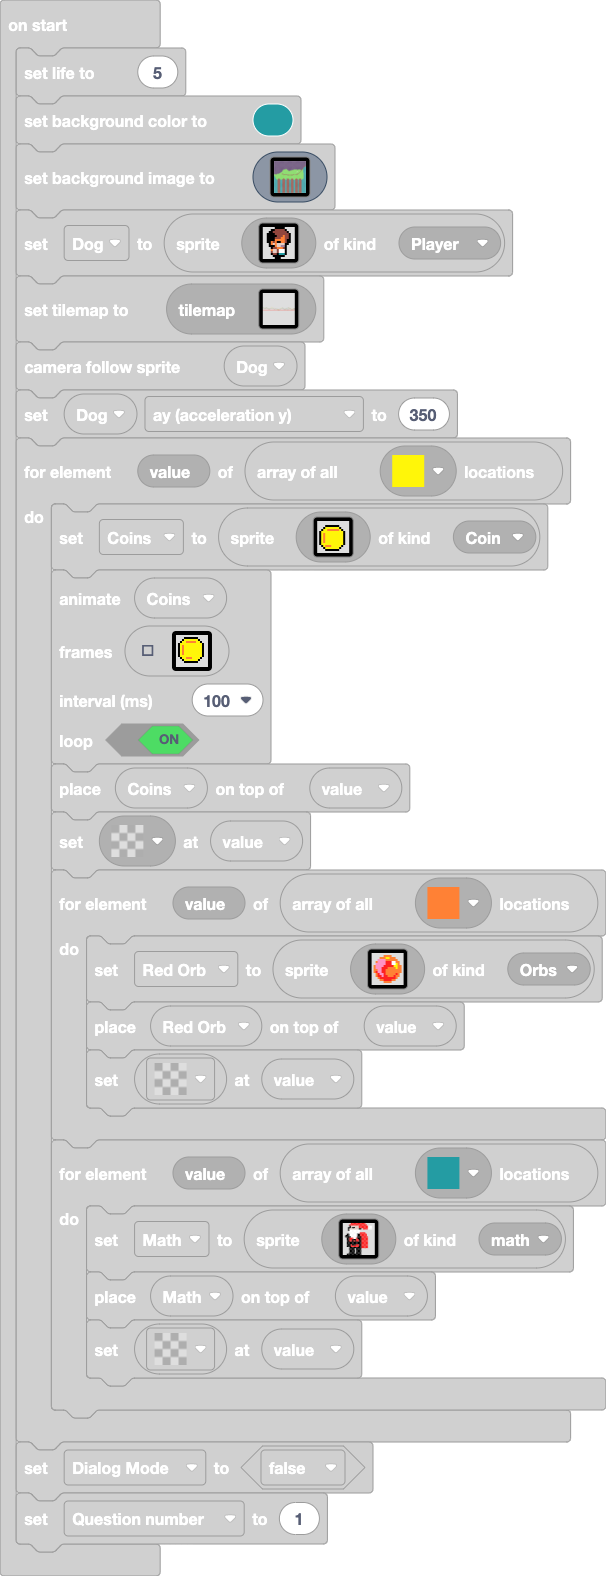 on start
set life to 5
set background color to
set background image to
set Dog to sprite of kind Player
set tilemap to tilemap
camera follow sprite Dog
set Dog ay (acceleration y) to 350
for element value of array of all locations
do
set Coins to sprite of kind Coin
animate Coins
frames
interval (ms) 100
loop ON
place Coins on top of value
set at value
for element value of array of all locations
do
set Red Orb to sprite of kind Orbs
place Red Orb on top of value
set at value
for element value of array of all locations
do
set Math to sprite of kind math
place Math on top of value
set at value
set Dialog Mode to false
set Question number to 1